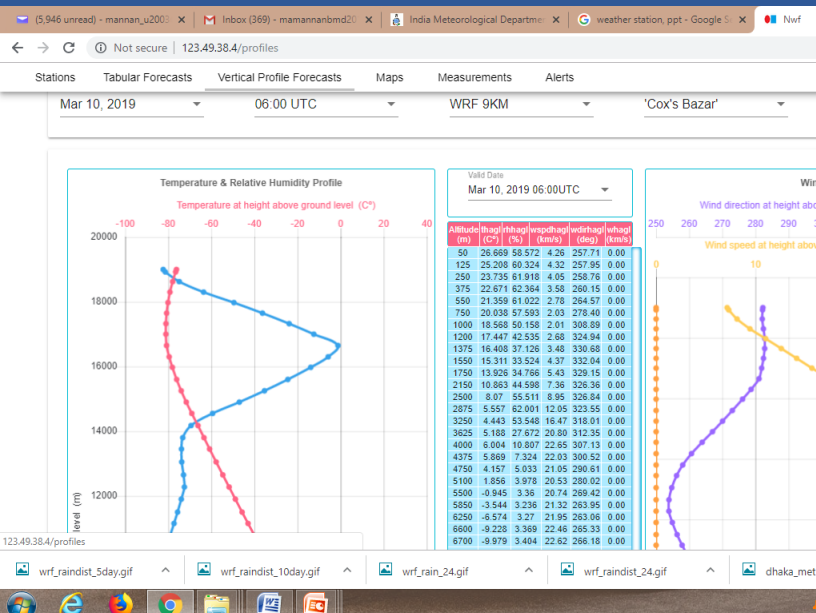 (5,946 unread) - mannan_u2003
Inbox (369) - mamannanbmd20
India Meteorological Departme
weather station, ppt - Google S
Nwf
Not secure 123.49.38.4/profiles
Stations Tabular Forecasts Vertical Profile Forecasts Maps Measurements Alerts
Mar 10, 2019 06:00 UTC WRF 9KM 'Cox's Bazar'
Temperature & Relative Humidity Profile
Temperature at height above ground level (C°)
-100 -80 -60 -40 -20 0 20 40
20000
18000
16000
14000
12000
level (m)
Valid Date
Mar 10, 2019 06:00UTC
Altitude thagl rhhagl wspdhagl wdirhagl whagl
(m) (C°) (%) (km/s) (deg) (km/s)
50 26.669 58.572 4.26 257.71 0.00
125 25.208 60.324 4.32 257.95 0.00
250 23.735 61.918 4.05 258.76 0.00
375 22.671 62.364 3.58 260.15 0.00
550 21.359 61.022 2.78 264.57 0.00
750 20.038 57.593 2.03 278.40 0.00
1000 18.568 50.158 2.01 308.89 0.00
1200 17.447 42.535 2.68 324.94 0.00
1375 16.408 37.126 3.48 330.68 0.00
1550 15.311 33.524 4.37 332.04 0.00
1750 13.926 34.766 5.43 329.15 0.00
2150 10.863 44.598 7.36 326.36 0.00
2500 8.07 55.511 8.95 326.84 0.00
2875 5.557 62.001 12.05 323.55 0.00
3250 4.443 53.548 16.47 318.01 0.00
3625 5.188 27.672 20.80 312.35 0.00
4000 6.004 10.807 22.65 307.13 0.00
4375 5.869 7.324 22.03 300.52 0.00
4750 4.157 5.033 21.05 290.61 0.00
5100 1.856 3.978 20.53 280.02 0.00
5500 -0.945 3.36 20.74 269.42 0.00
5850 -3.544 3.236 21.32 263.95 0.00
6250 -6.574 3.27 21.95 263.06 0.00
6600 -9.228 3.369 22.46 265.33 0.00
6700 -9.979 3.404 22.62 266.18 0.00
Win
Wind direction at height abo
250 260 270 280 290
Wind speed at height abov
0 10
123.49.38.4/profiles
wrf_raindist_5day.gif
wrf_raindist_10day.gif
wrf_rain_24.gif
wrf_raindist_24.gif
dhaka_met